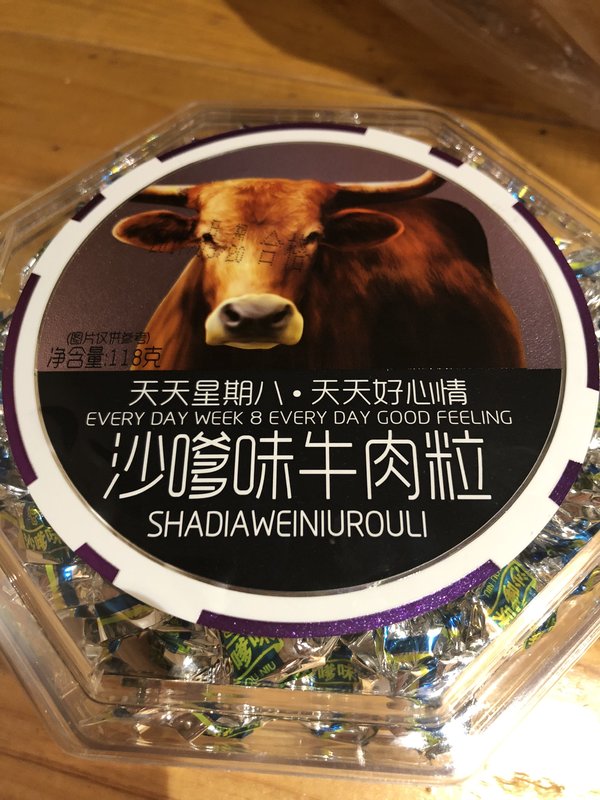 合格
(图片仅供参考)
净含量:118克
天天星期八·天天好心情
EVERY DAY WEEK 8 EVERY DAY GOOD FEELING
沙嗲味牛肉粒
SHADIAWEINIUROULI